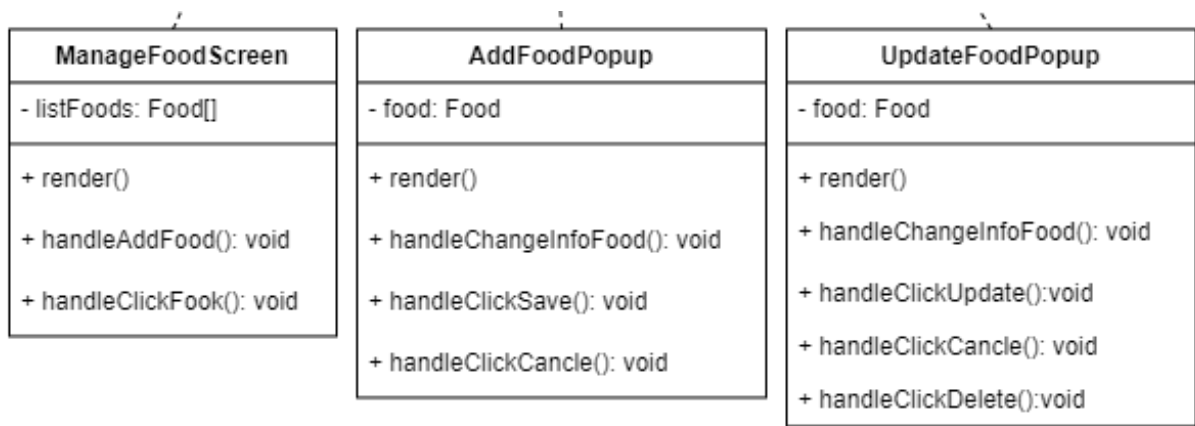 ManageFoodScreen
- listFoods: Food[]
+ render()
+ handleAddFood(): void
+ handleClickFook(): void
AddFoodPopup
- food: Food
+ render()
+ handleChangeInfoFood(): void
+ handleClickSave(): void
+ handleClickCancle(): void
UpdateFoodPopup
- food: Food
+ render()
+ handleChangeInfoFood(): void
+ handleClickUpdate():void
+ handleClickCancle(): void
+ handleClickDelete():void